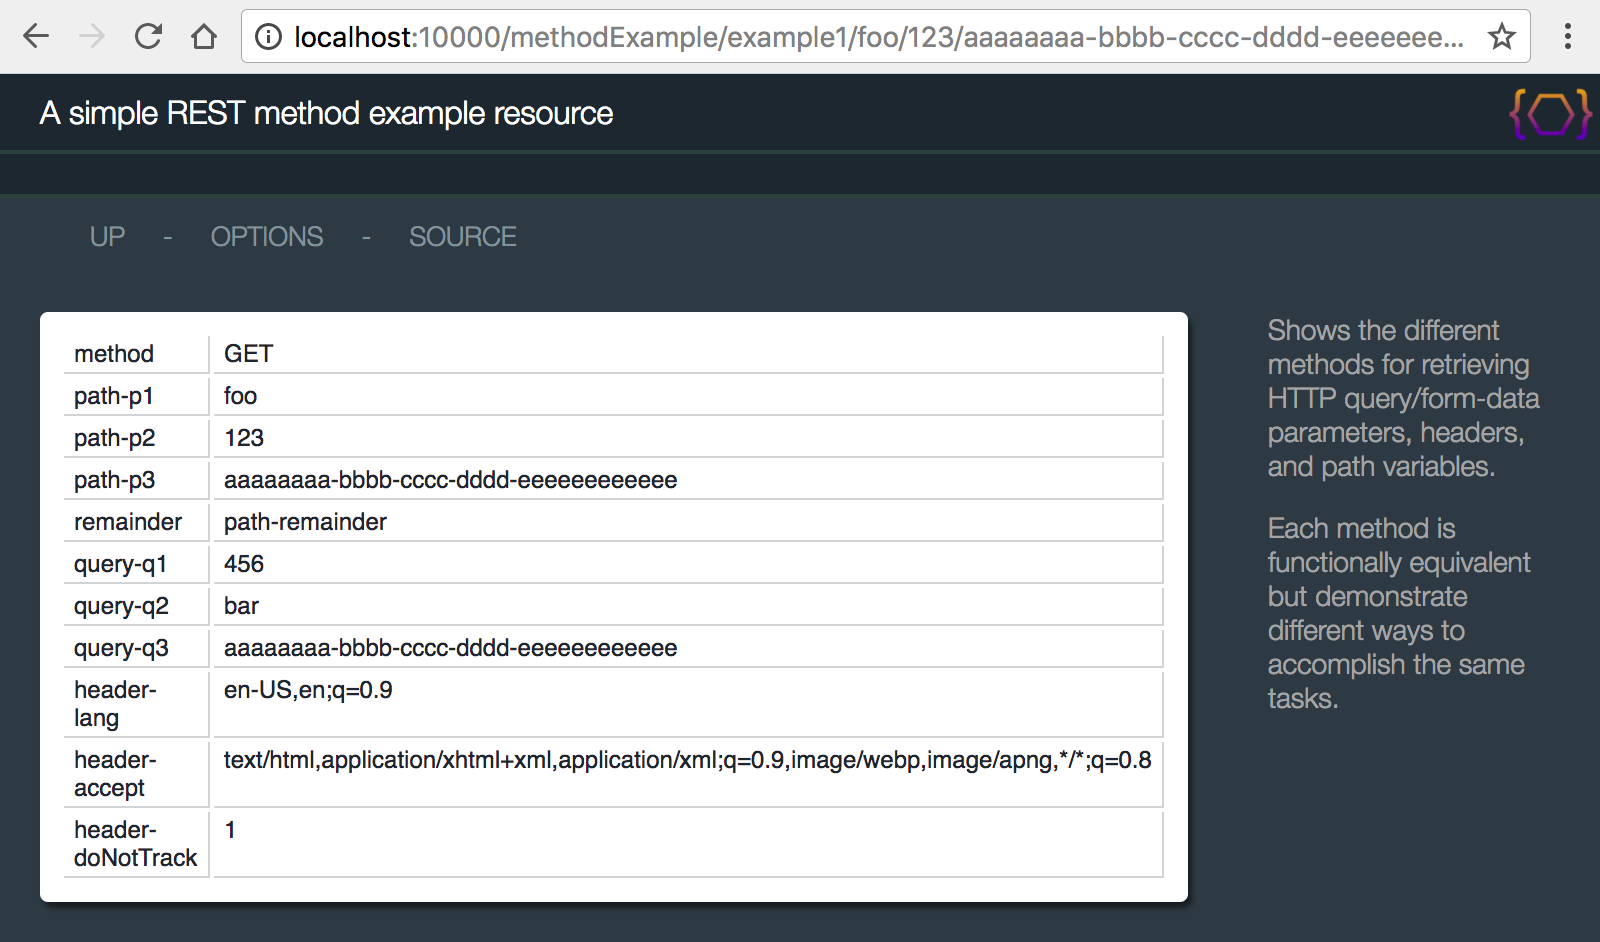 localhost:10000/methodExample/example1/foo/123/aaaaaaaa-bbbb-cccc-dddd-eeeeeee...
A simple REST method example resource
UP - OPTIONS - SOURCE
method GET
path-p1 foo
path-p2 123
path-p3 aaaaaaaa-bbbb-cccc-dddd-eeeeeeeeeeee
remainder path-remainder
query-q1 456
query-q2 bar
query-q3 aaaaaaaa-bbbb-cccc-dddd-eeeeeeeeeeee
header-
lang en-US,en;q=0.9
header-
accept text/html,application/xhtml+xml,application/xml;q=0.9,image/webp,image/apng,*/*;q=0.8
header-
doNotTrack 1
Shows the different
methods for retrieving
HTTP query/form-data
parameters, headers,
and path variables.
Each method is
functionally equivalent
but demonstrate
different ways to
accomplish the same
tasks.